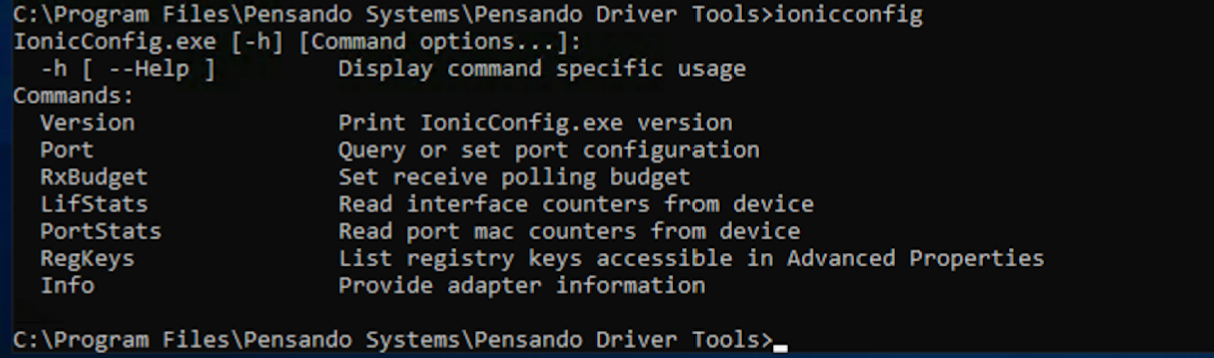 C:\Program Files\Pensando Systems\Pensando Driver Tools>ionicconfig
IonicConfig.exe [-h] [Command options...]:
  -h [ --Help ]         Display command specific usage
Commands:
  Version               Print IonicConfig.exe version
  Port                  Query or set port configuration
  RxBudget              Set receive polling budget
  LifStats              Read interface counters from device
  PortStats             Read port mac counters from device
  RegKeys               List registry keys accessible in Advanced Properties
  Info                  Provide adapter information
C:\Program Files\Pensando Systems\Pensando Driver Tools>